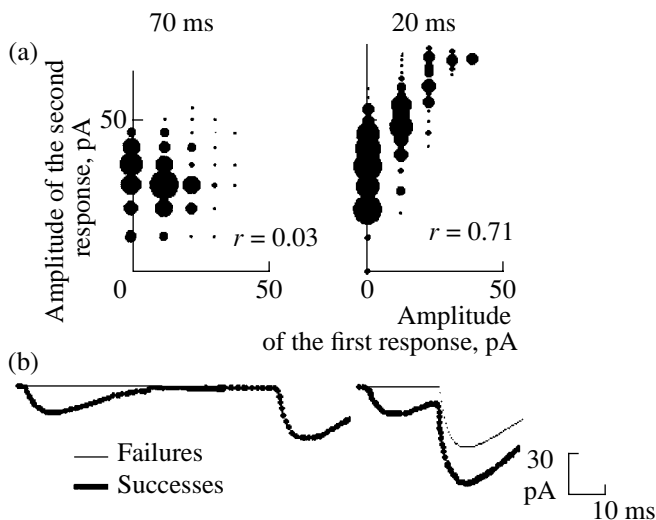 70 ms
20 ms
(a)
Amplitude of the second
response, pA
50
r = 0.03
r = 0.71
0
50
0
50
Amplitude
of the first response, pA
(b)
Failures
Successes
30
pA
10 ms